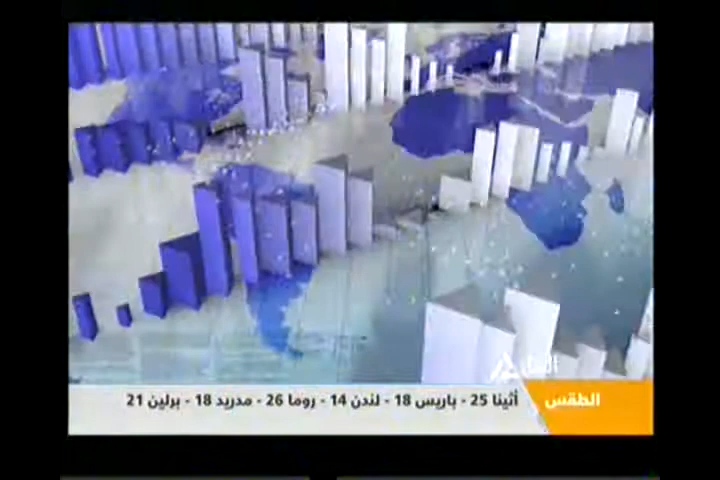 الطقس
أثينا 25 - باريس 18 - لندن 14 - روما 26 - مدريد 18 - برلين 21